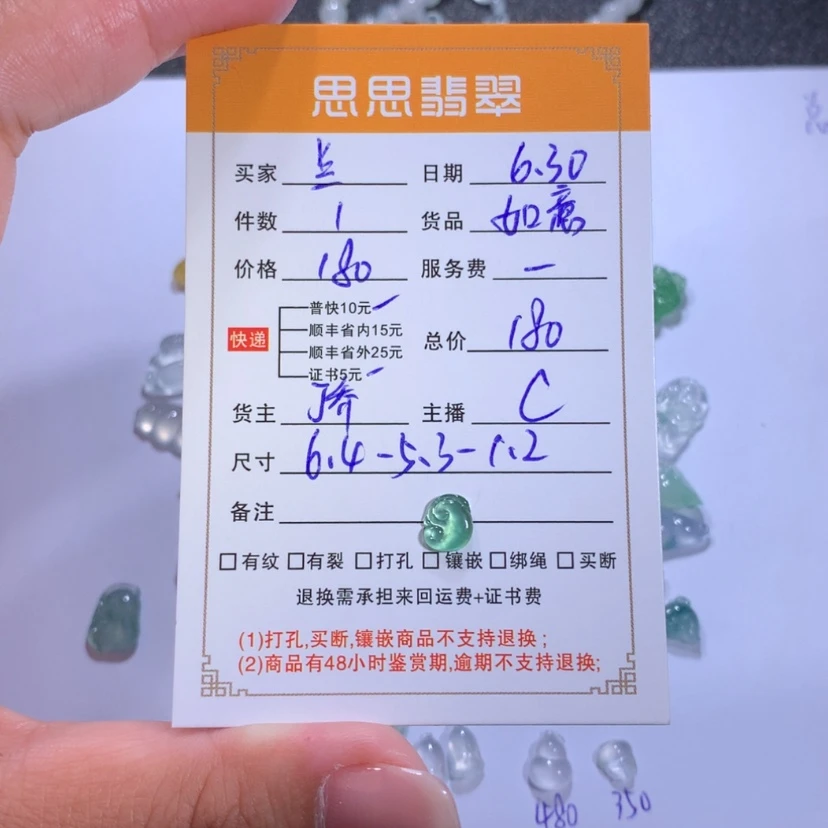 思思翡翠
买家 日期 6.30
件数 1 货品 如意
价格 180 服务费 一
普快10元
快递 顺丰省内15元
顺丰省外25元
总价 180
证书5元
货主 主播 C
尺寸 6.4-5.3-1.2
备注
□有纹 □有裂 □打孔 □镶嵌 □绑绳 □买断
退换需承担来回运费+证书费
(1)打孔,买断,镶嵌商品不支持退换;
(2)商品有48小时鉴赏期,逾期不支持退换;
480 350